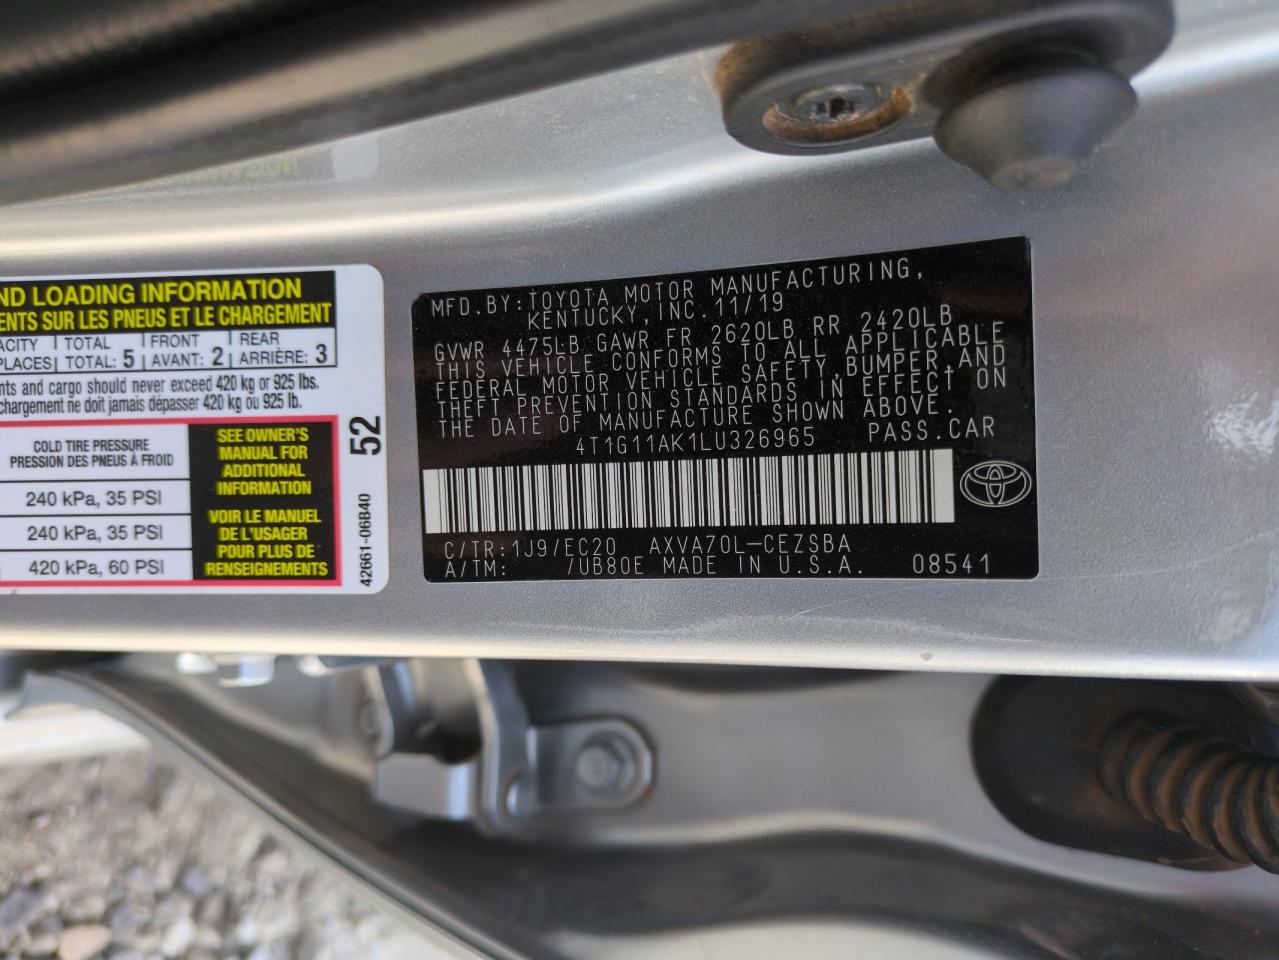 ND LOADING INFORMATION
ENTS SUR LES PNEUS ET LE CHARGEMENT
ACITY TOTAL FRONT REAR
PLACES TOTAL: 5 AVANT: 2 ARRIÈRE: 3
nts and cargo should never exceed 420 kg or 925 lbs.
chargement ne doit jamais dépasser 420 kg ou 925 lb.
COLD TIRE PRESSURE
PRESSION DES PNEUS À FROID
240 kPa, 35 PSI
240 kPa, 35 PSI
420 kPa, 60 PSI
SEE OWNER'S
MANUAL FOR
ADDITIONAL
INFORMATION
VOIR LE MANUEL
DE L'USAGER
POUR PLUS DE
RENSEIGNEMENTS
52
42661-06B40
MFD.BY:TOYOTA MOTOR MANUFACTURING,
KENTUCKY, INC.11/19
GVWR 4475LB GAWR FR 2620LB RR 2420LB
THIS VEHICLE CONFORMS TO ALL APPLICABLE
FEDERAL MOTOR VEHICLE SAFETY,BUMPER,AND
THEFT PREVENTION STANDARDS IN EFFECT ON
THE DATE OF MANUFACTURE SHOWN ABOVE.
4T1G11AK1LU326965 PASS.CAR
C/TR:1J9/EC20 AXVA70L-CEZSBA
A/TM: /UB80E MADE IN U.S.A. 08541